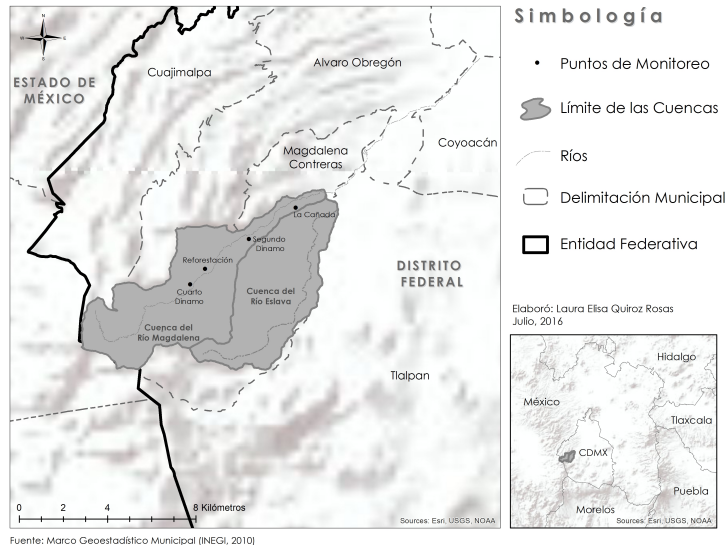 N
W
E
S
ESTADO DE
MÉXICO
Cuajimalpa
Alvaro Obregón
Magdalena
Contreras
Coyoacán
La Cañada
Segundo
Dinamo
Reforestación
Cuarto
Dinamo
Cuenca del
Río Eslava
Cuenca del
Río Magdalena
DISTRITO
FEDERAL
Tlalpan
0 2 4 8 Kilómetros
Sources: Esri, USGS, NOAA
Fuente: Marco Geoestadístico Municipal (INEGI, 2010)
Simbología
Puntos de Monitoreo
Límite de las Cuencas
Ríos
Delimitación Municipal
Entidad Federativa
Elaboró: Laura Elisa Quiroz Rosas
Julio, 2016
Hidalgo
México
Tlaxcala
CDMX
Puebla
Morelos
Sources: Esri, USGS, NOAA